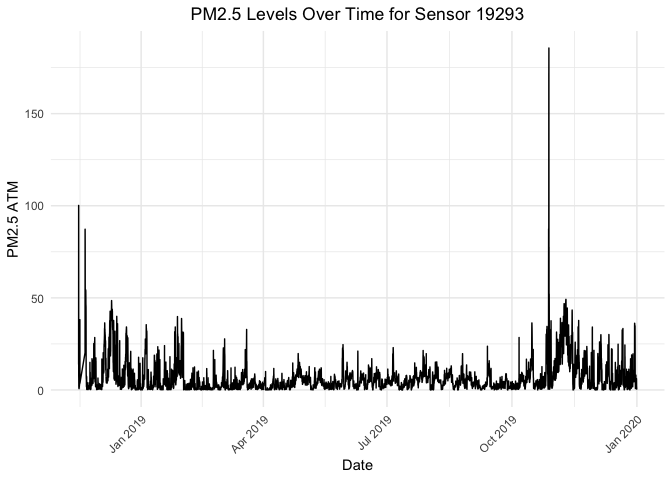 PM2.5 Levels Over Time for Sensor 19293
PM2.5 ATM
150
100
50
0
Jan 2019
Apr 2019
Jul 2019
Oct 2019
Jan 2020
Date